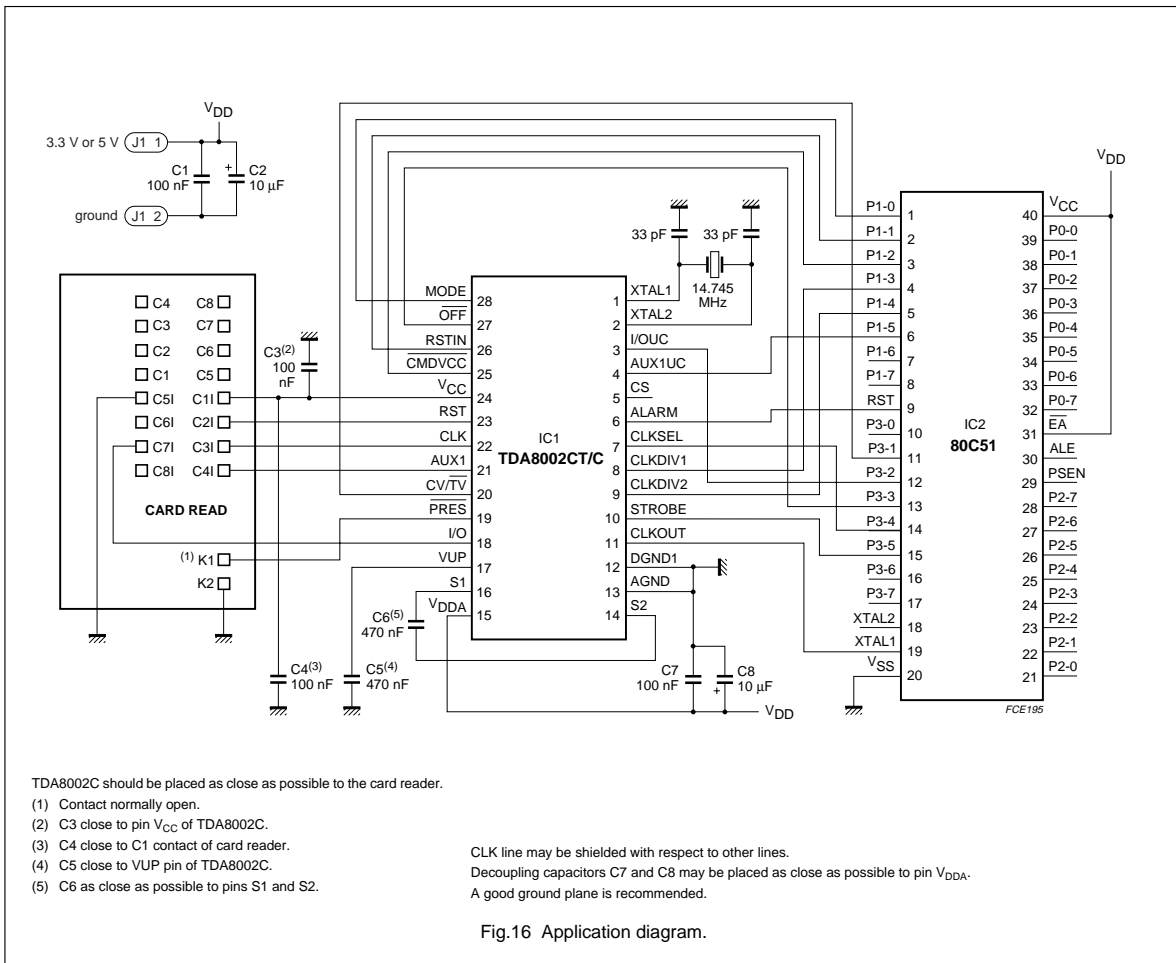 VDD
3.3 V or 5 V J1 1
C1
100 nF
+ C2
10 μF
ground J1 2
C4 C8
C3 C7
C2 C6
C1 C5
C5I C1I
C6I C2I
C7I C3I
C8I C4I
CARD READ
(1) K1
K2
C3(2)
100
nF
C4(3)
100 nF
C5(4)
470 nF
C6(5)
470 nF
MODE 28
OFF 27
RSTIN 26
CMDVCC 25
VCC 24
RST 23
CLK 22
AUX1 21
CV/TV 20
PRES 19
I/O 18
VUP 17
S1 16
VDDA 15
IC1
TDA8002CT/C
1 XTAL1
2 XTAL2
3 I/OUC
4 AUX1UC
5 CS
6 ALARM
7 CLKSEL
8 CLKDIV1
9 CLKDIV2
10 STROBE
11 CLKOUT
12 DGND1
13 AGND
14 S2
33 pF 33 pF
14.745
MHz
C7
100 nF
C8
+ 10 μF
VDD
P1-0 1
P1-1 2
P1-2 3
P1-3 4
P1-4 5
P1-5 6
P1-6 7
P1-7 8
RST 9
P3-0 10
P3-1 11
P3-2 12
P3-3 13
P3-4 14
P3-5 15
P3-6 16
P3-7 17
XTAL2 18
XTAL1 19
VSS 20
IC2
80C51
VDD
40 VCC
39 P0-0
38 P0-1
37 P0-2
36 P0-3
35 P0-4
34 P0-5
33 P0-6
32 P0-7
31 EA
30 ALE
29 PSEN
28 P2-7
27 P2-6
26 P2-5
25 P2-4
24 P2-3
23 P2-2
22 P2-1
21 P2-0
FCE195
TDA8002C should be placed as close as possible to the card reader.
(1) Contact normally open.
(2) C3 close to pin VCC of TDA8002C.
(3) C4 close to C1 contact of card reader.
(4) C5 close to VUP pin of TDA8002C.
(5) C6 as close as possible to pins S1 and S2.
CLK line may be shielded with respect to other lines.
Decoupling capacitors C7 and C8 may be placed as close as possible to pin VDDA.
A good ground plane is recommended.
Fig.16 Application diagram.